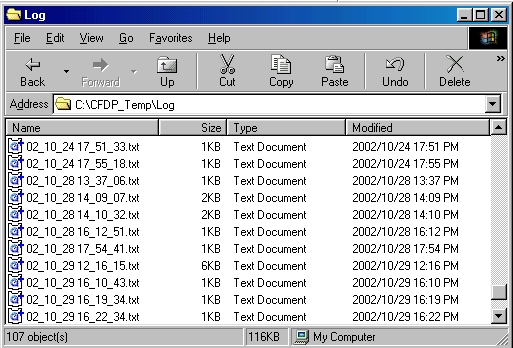 Log
File Edit View Go Favorites Help
Back Forward Up Cut Copy Paste Undo Delete
Address C:\CFDP_Temp\Log
Name Size Type Modified
02_10_24 17_51_33.txt 1KB Text Document 2002/10/24 17:51 PM
02_10_24 17_55_18.txt 1KB Text Document 2002/10/24 17:55 PM
02_10_28 13_37_06.txt 1KB Text Document 2002/10/28 13:37 PM
02_10_28 14_09_07.txt 2KB Text Document 2002/10/28 14:09 PM
02_10_28 14_10_32.txt 2KB Text Document 2002/10/28 14:10 PM
02_10_28 16_12_51.txt 1KB Text Document 2002/10/28 16:12 PM
02_10_28 17_54_41.txt 1KB Text Document 2002/10/28 17:54 PM
02_10_29 12_16_15.txt 6KB Text Document 2002/10/29 12:16 PM
02_10_29 16_10_43.txt 1KB Text Document 2002/10/29 16:10 PM
02_10_29 16_19_34.txt 1KB Text Document 2002/10/29 16:19 PM
02_10_29 16_22_34.txt 1KB Text Document 2002/10/29 16:22 PM
107 object(s) 116KB My Computer